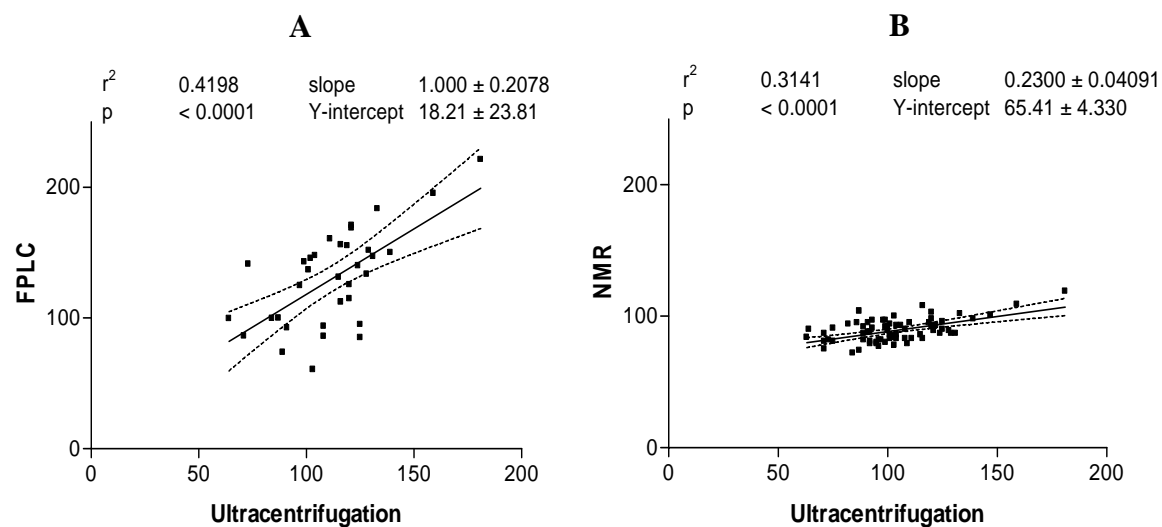 A
r2 0.4198 slope 1.000 ± 0.2078
p < 0.0001 Y-intercept 18.21 ± 23.81
200
100
0
FPLC
0 50 100 150 200
Ultracentrifugation
B
r2 0.3141 slope 0.2300 ± 0.04091
p < 0.0001 Y-intercept 65.41 ± 4.330
200
100
0
NMR
0 50 100 150 200
Ultracentrifugation